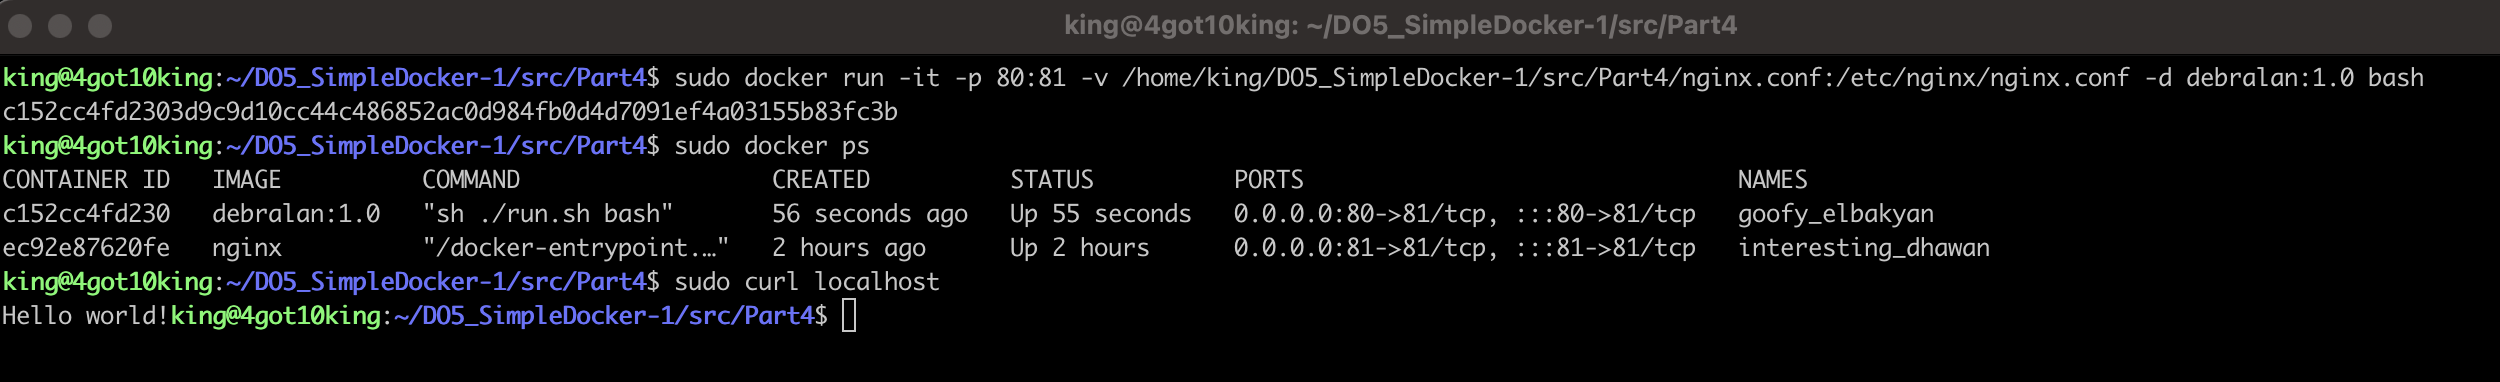 king@4got10king: ~/DO5_SimpleDocker-1/src/Part4
king@4got10king:~/DO5_SimpleDocker-1/src/Part4$ sudo docker run -it -p 80:81 -v /home/king/DO5_SimpleDocker-1/src/Part4/nginx.conf:/etc/nginx/nginx.conf -d debralan:1.0 bash
c152cc4fd2303d9c9d10cc44c486852ac0d984fb0d4d7091ef4a03155b83fc3b
king@4got10king:~/DO5_SimpleDocker-1/src/Part4$ sudo docker ps
CONTAINER ID   IMAGE          COMMAND                  CREATED          STATUS          PORTS                               NAMES
c152cc4fd230   debralan:1.0   "sh ./run.sh bash"       56 seconds ago   Up 55 seconds   0.0.0.0:80->81/tcp, :::80->81/tcp   goofy_elbakyan
ec92e87620fe   nginx          "/docker-entrypoint.…"   2 hours ago      Up 2 hours      0.0.0.0:81->81/tcp, :::81->81/tcp   interesting_dhawan
king@4got10king:~/DO5_SimpleDocker-1/src/Part4$ sudo curl localhost
Hello world!king@4got10king:~/DO5_SimpleDocker-1/src/Part4$